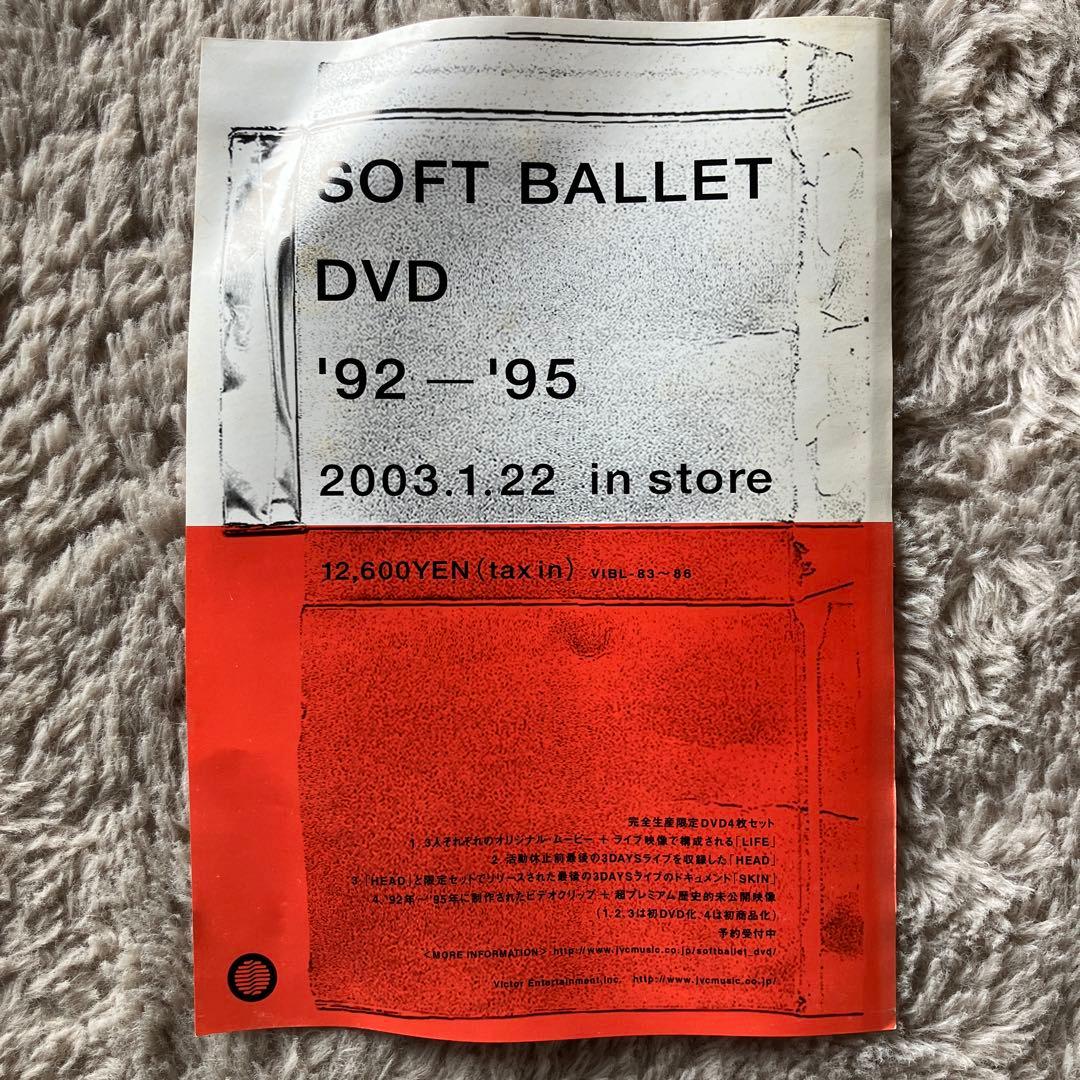 SOFT BALLET
DVD
'92 — '95
2003.1.22 in store
12,600YEN(tax in) VIBL-83~86
完全生産限定DVD4枚セット
1. 3人それぞれのオリジナル・ムービー + ライブ映像で構成される「LIFE」
2. 活動休止前最後の3DAYSライブを収録した「HEAD」
3.「HEAD」と限定セットでリリースされた最後の3DAYSライブのドキュメント「SKIN」
4. '92年—'95年に制作されたビデオクリップ + 超プレミアム歴史的未公開映像
(1、2、3は初DVD化、4は初商品化)
予約受付中
<MORE INFORMATION> http://www.jvcmusic.co.jp/softballet_dvd/
Victor Entertainment,Inc. http://www.jvcmusic.co.jp/